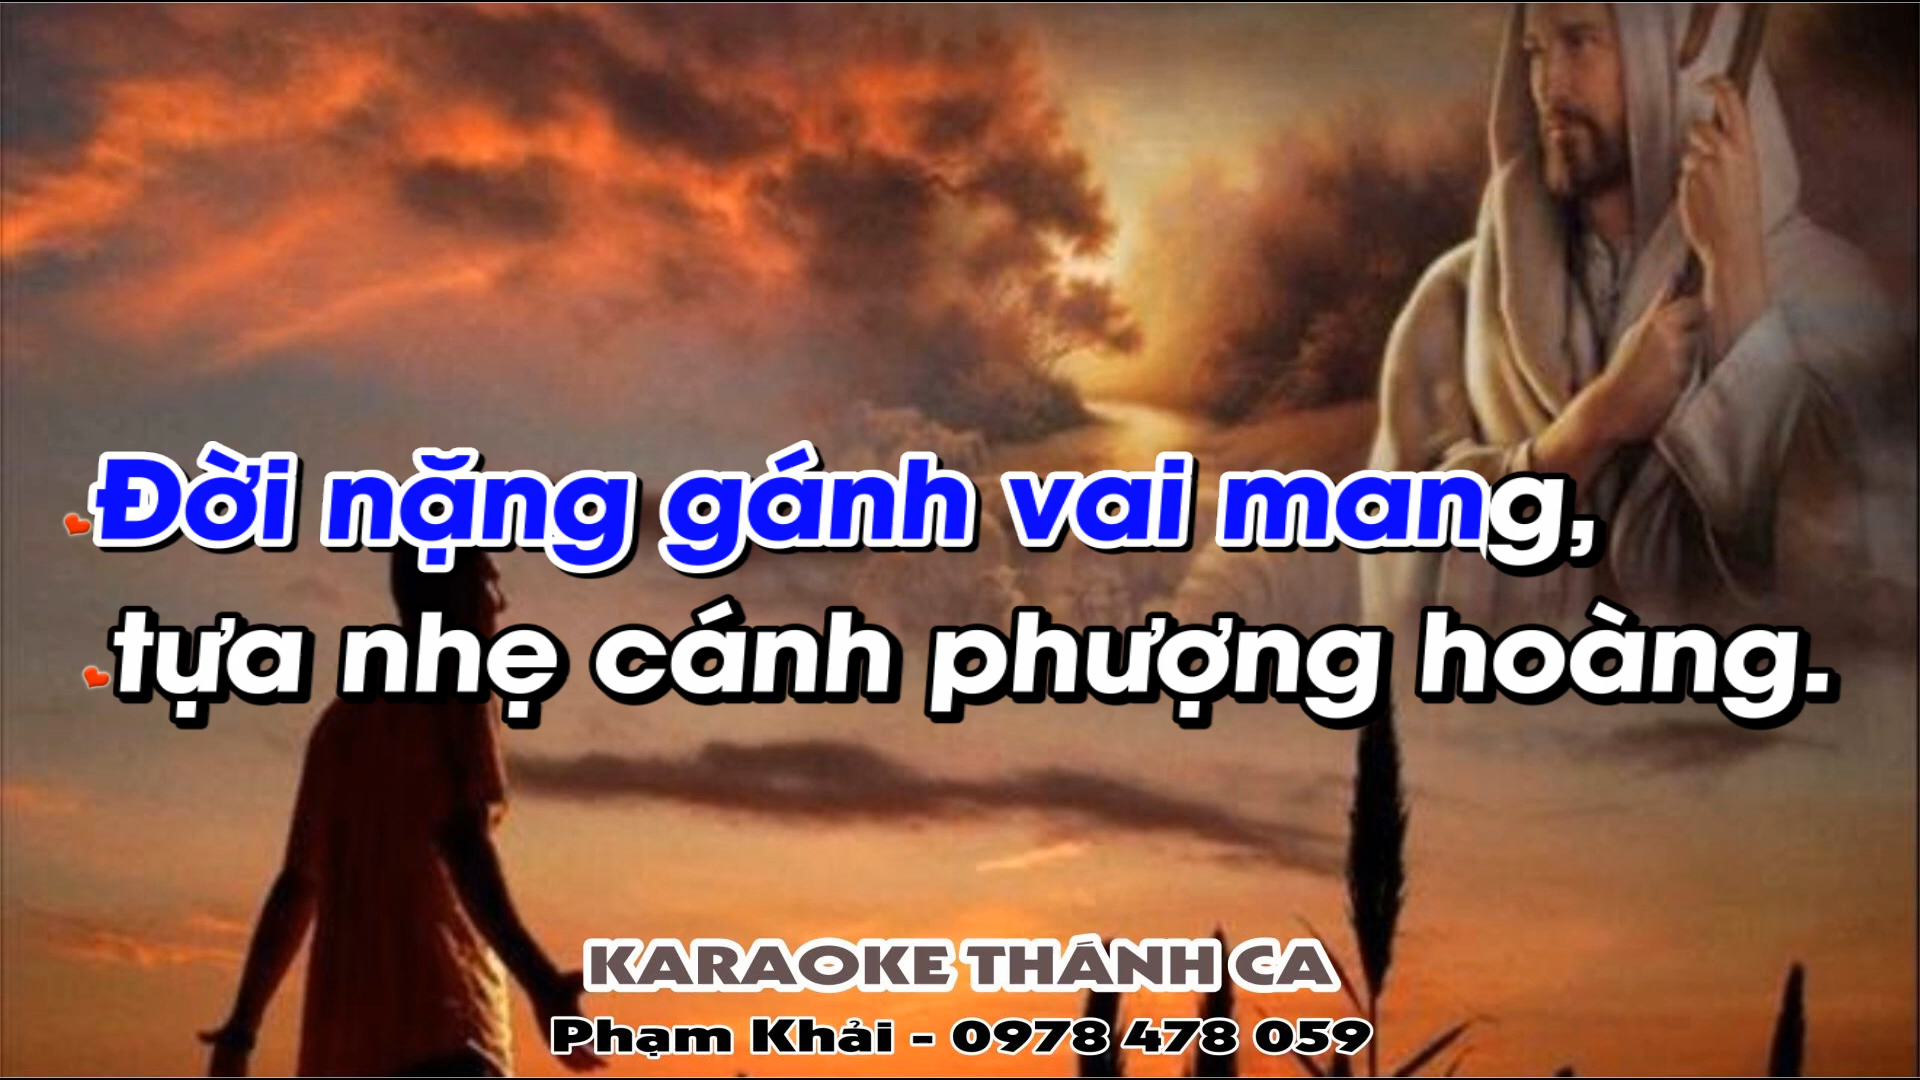 Đời nặng gánh vai mang,
tựa nhẹ cánh phượng hoàng.
KARAOKE THÁNH CA
Phạm Khải - 0978 478 059